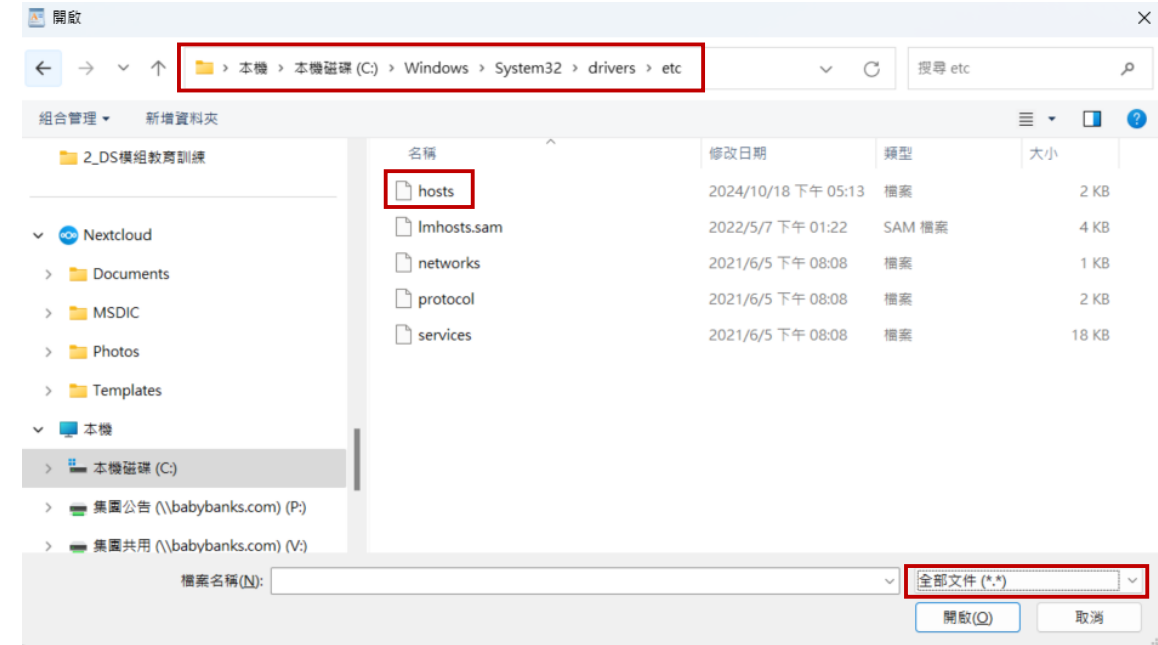 開啟
本機 > 本機磁碟 (C:) > Windows > System32 > drivers > etc
搜尋 etc
組合管理 新增資料夾
2_DS模組教育訓練
Nextcloud
Documents
MSDIC
Photos
Templates
本機
本機磁碟 (C:)
集團公告 (\\babybanks.com) (P:)
集團共用 (\\babybanks.com) (V:)
名稱 修改日期 類型 大小
hosts 2024/10/18 下午 05:13 檔案 2 KB
lmhosts.sam 2022/5/7 下午 01:22 SAM 檔案 4 KB
networks 2021/6/5 下午 08:08 檔案 1 KB
protocol 2021/6/5 下午 08:08 檔案 2 KB
services 2021/6/5 下午 08:08 檔案 18 KB
檔案名稱(N): 全部文件 (*.*)
開啟(O) 取消